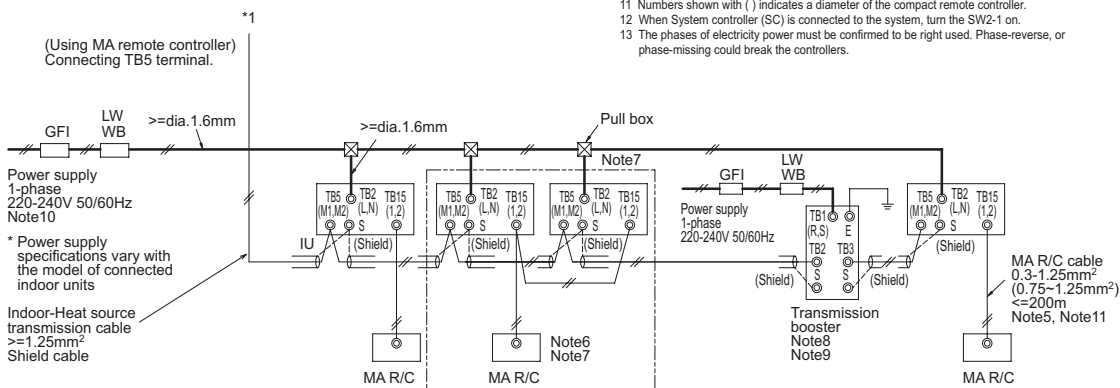 11 Numbers shown with ( ) indicates a diameter of the compact remote controller.
12 When System controller (SC) is connected to the system, turn the SW2-1 on.
13 The phases of electricity power must be confirmed to be right used. Phase-reverse, or
phase-missing could break the controllers.
*1
(Using MA remote controller)
Connecting TB5 terminal.
GFI
LW
WB
>=dia.1.6mm
>=dia.1.6mm
Pull box
Note7
Power supply
1-phase
220-240V 50/60Hz
Note10
* Power supply
specifications vary with
the model of connected
indoor units
Indoor-Heat source
transmission cable
>=1.25mm²
Shield cable
IU
TB5
(M1,M2)
TB2
(L,N)
TB15
(1,2)
S
(Shield)
MA R/C
TB5
(M1,M2)
TB2
(L,N)
TB15
(1,2)
S
(Shield)
MA R/C
Note6
Note7
TB5
(M1,M2)
TB2
(L,N)
TB15
(1,2)
S
(Shield)
GFI
LW
WB
Power supply
1-phase
220-240V 50/60Hz
TB1
(R,S)
E
TB2
TB3
S
S
(Shield)
(Shield)
Transmission
booster
Note8
Note9
TB5
(M1,M2)
TB2
(L,N)
TB15
(1,2)
S
(Shield)
MA R/C cable
0.3-1.25mm²
(0.75~1.25mm²)
<=200m
Note5, Note11
MA R/C